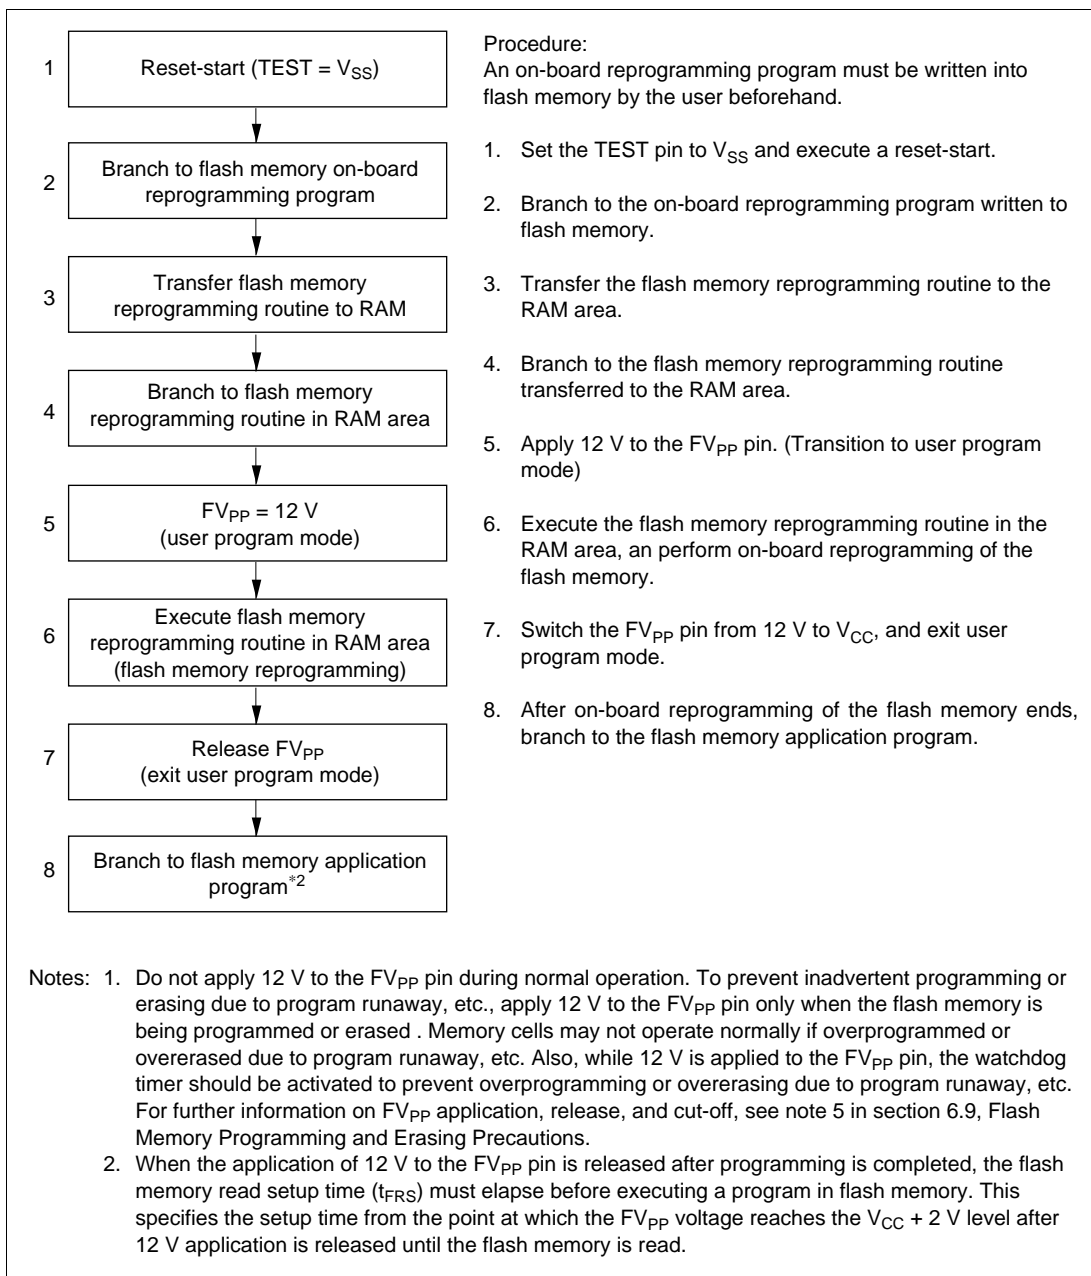 1
Reset-start (TEST = VSS)
2
Branch to flash memory on-board
reprogramming program
3
Transfer flash memory
reprogramming routine to RAM
4
Branch to flash memory
reprogramming routine in RAM area
5
FVPP = 12 V
(user program mode)
6
Execute flash memory
reprogramming routine in RAM area
(flash memory reprogramming)
7
Release FVPP
(exit user program mode)
8
Branch to flash memory application
program*2
Procedure:
An on-board reprogramming program must be written into
flash memory by the user beforehand.
1. Set the TEST pin to VSS and execute a reset-start.
2. Branch to the on-board reprogramming program written to
flash memory.
3. Transfer the flash memory reprogramming routine to the
RAM area.
4. Branch to the flash memory reprogramming routine
transferred to the RAM area.
5. Apply 12 V to the FVPP pin. (Transition to user program
mode)
6. Execute the flash memory reprogramming routine in the
RAM area, an perform on-board reprogramming of the
flash memory.
7. Switch the FVPP pin from 12 V to VCC, and exit user
program mode.
8. After on-board reprogramming of the flash memory ends,
branch to the flash memory application program.
Notes: 1. Do not apply 12 V to the FVPP pin during normal operation. To prevent inadvertent programming or
erasing due to program runaway, etc., apply 12 V to the FVPP pin only when the flash memory is
being programmed or erased . Memory cells may not operate normally if overprogrammed or
overerased due to program runaway, etc. Also, while 12 V is applied to the FVPP pin, the watchdog
timer should be activated to prevent overprogramming or overerasing due to program runaway, etc.
For further information on FVPP application, release, and cut-off, see note 5 in section 6.9, Flash
Memory Programming and Erasing Precautions.
2. When the application of 12 V to the FVPP pin is released after programming is completed, the flash
memory read setup time (tFRS) must elapse before executing a program in flash memory. This
specifies the setup time from the point at which the FVPP voltage reaches the VCC + 2 V level after
12 V application is released until the flash memory is read.